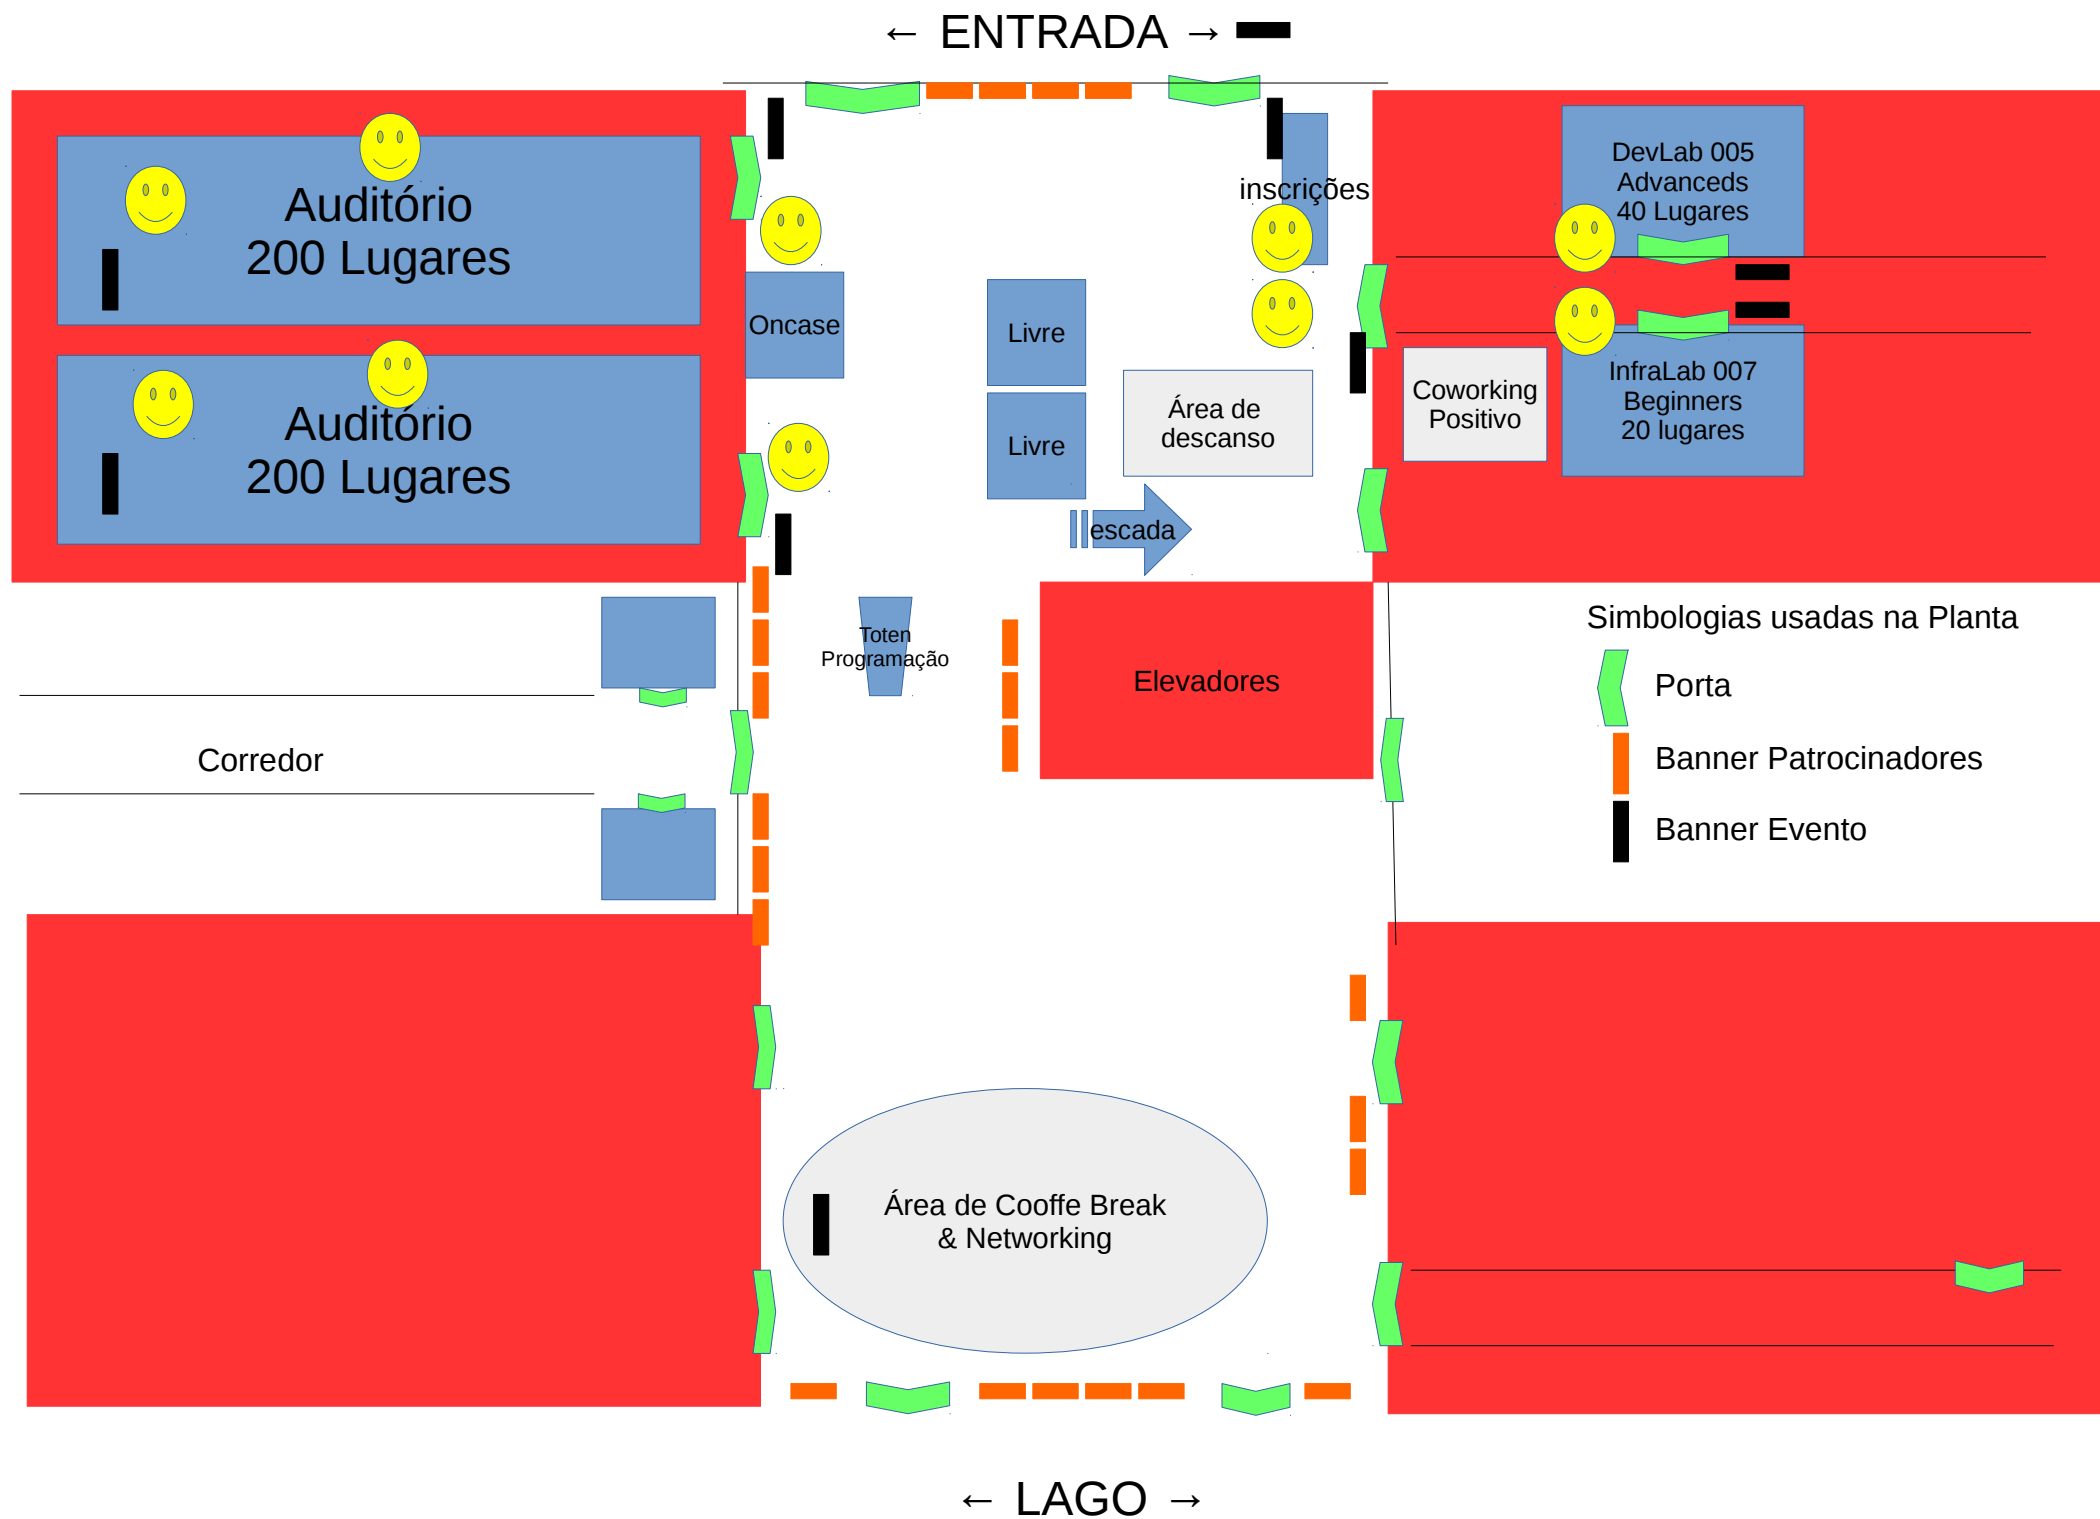 ← ENTRADA →
Auditório
200 Lugares
inscrições
DevLab 005
Advanceds
40 Lugares
Oncase
Livre
Auditório
200 Lugares
Livre
Área de
descanso
Coworking
Positivo
InfraLab 007
Beginners
20 lugares
escada
Toten
Programação
Elevadores
Simbologias usadas na Planta
Porta
Banner Patrocinadores
Banner Evento
Corredor
Área de Cooffe Break
& Networking
← LAGO →